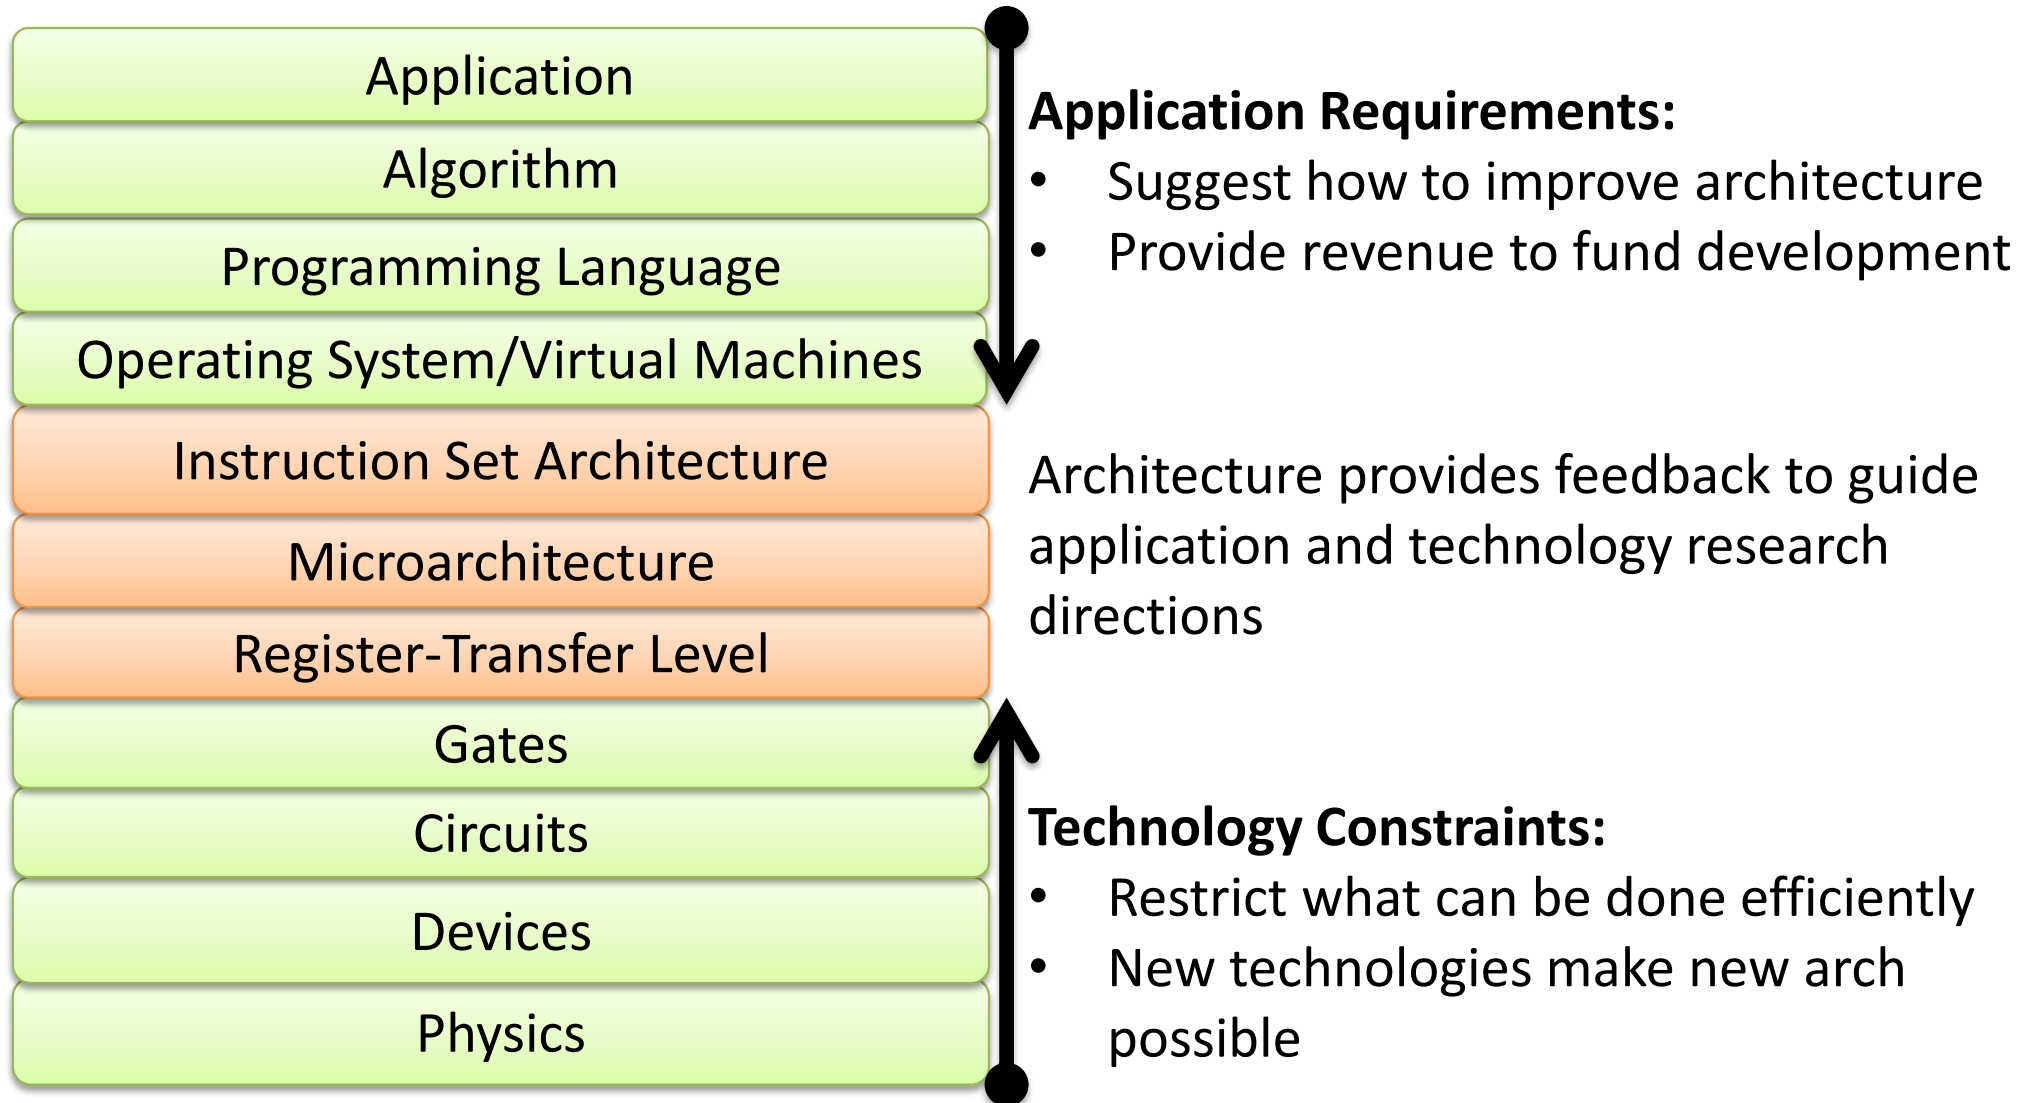 Application
Algorithm
Programming Language
Operating System/Virtual Machines
Instruction Set Architecture
Microarchitecture
Register-Transfer Level
Gates
Circuits
Devices
Physics
Application Requirements:
• Suggest how to improve architecture
• Provide revenue to fund development
Architecture provides feedback to guide
application and technology research
directions
Technology Constraints:
• Restrict what can be done efficiently
• New technologies make new arch
possible